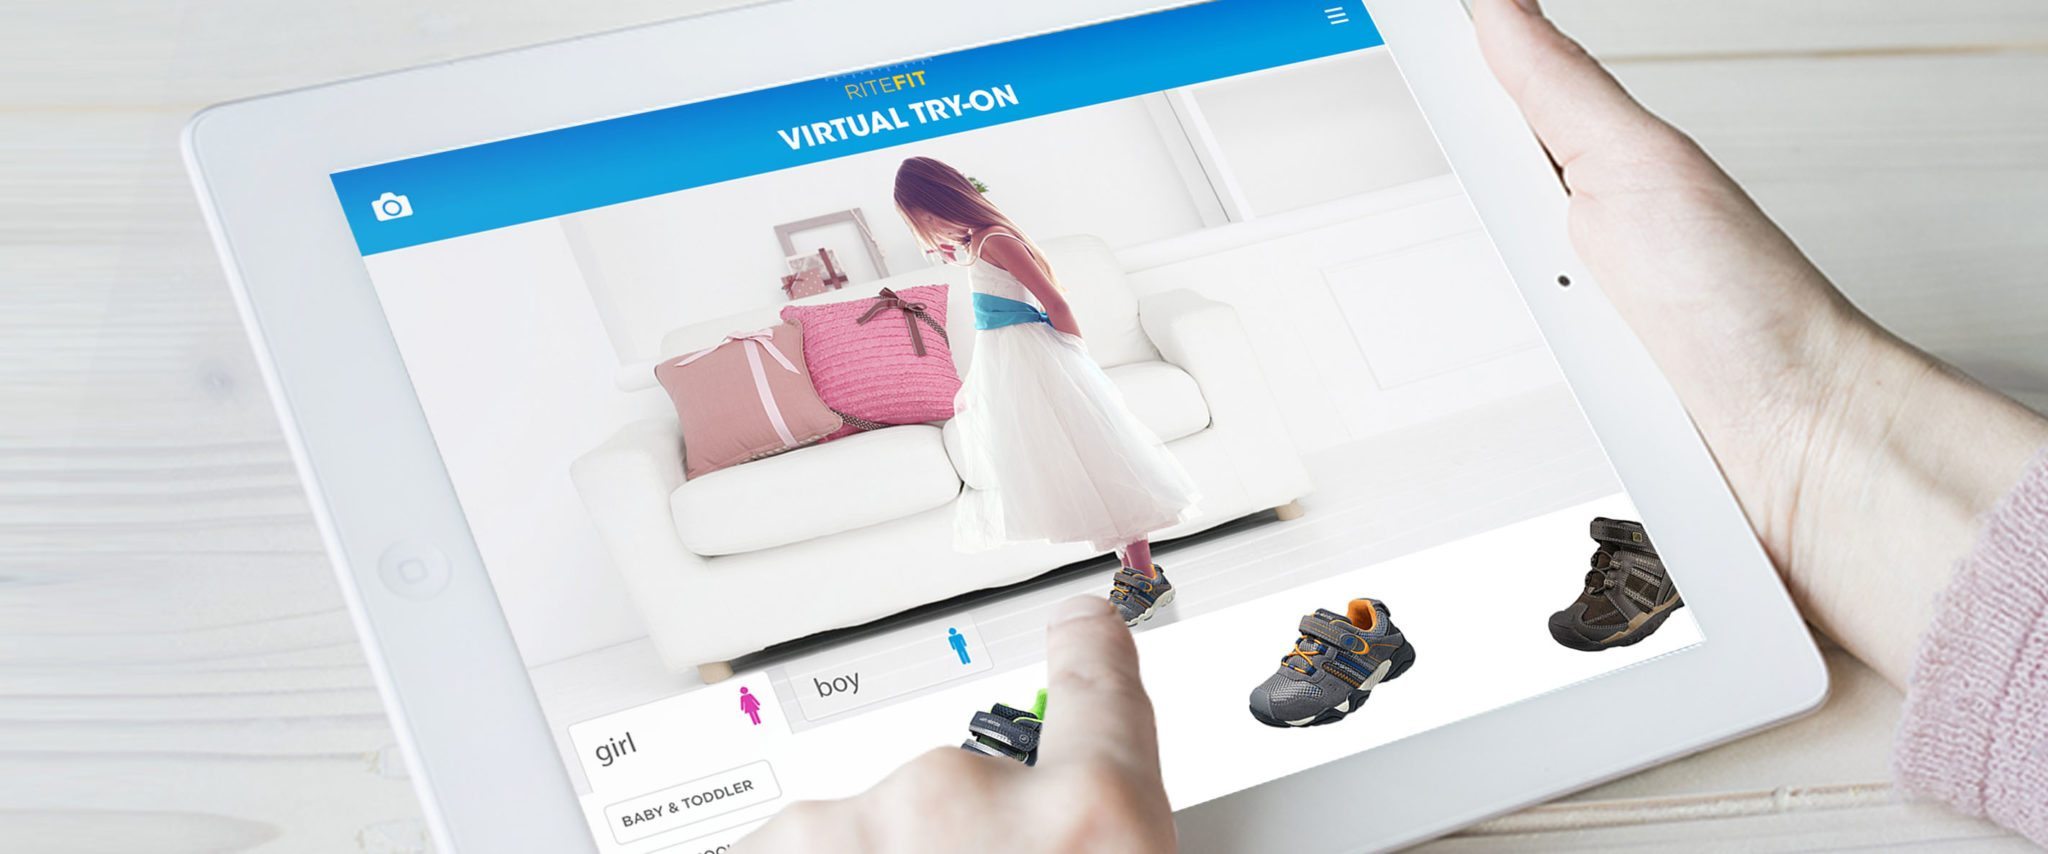 RITEFIT
VIRTUAL TRY-ON
boy
girl
BABY & TODDLER